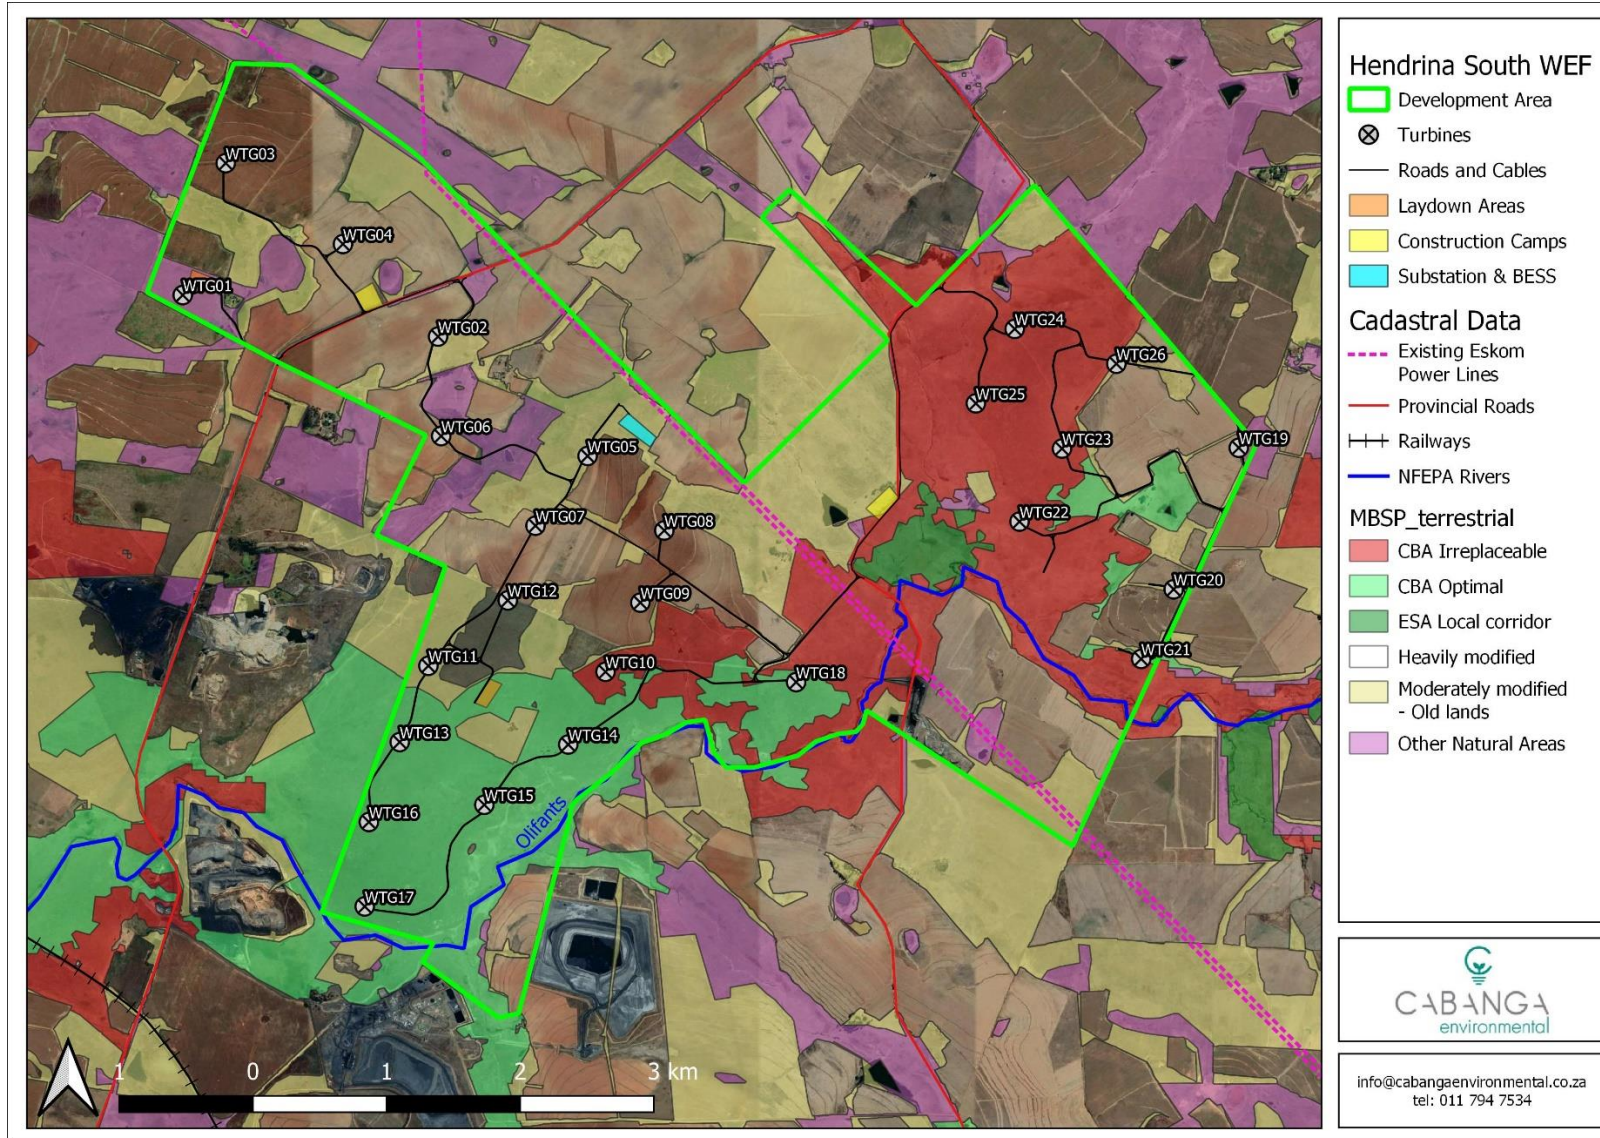 WTG03
WTG04
WTG01
WTG02
WTG24
WTG26
WTG25
WTG06
WTG05
WTG23
WTG19
WTG07
WTG08
WTG22
WTG12
WTG09
WTG20
WTG11
WTG10
WTG18
WTG21
WTG13
WTG14
WTG16
WTG15
Olifants
WTG17
1 0 1 2 3 km
Hendrina South WEF
Development Area
Turbines
Roads and Cables
Laydown Areas
Construction Camps
Substation & BESS
Cadastral Data
Existing Eskom
Power Lines
Provincial Roads
Railways
NFEPA Rivers
MBSP_terrestrial
CBA Irreplaceable
CBA Optimal
ESA Local corridor
Heavily modified
Moderately modified
- Old lands
Other Natural Areas
CABANGA
environmental
info@cabangaenvironmental.co.za
tel: 011 794 7534